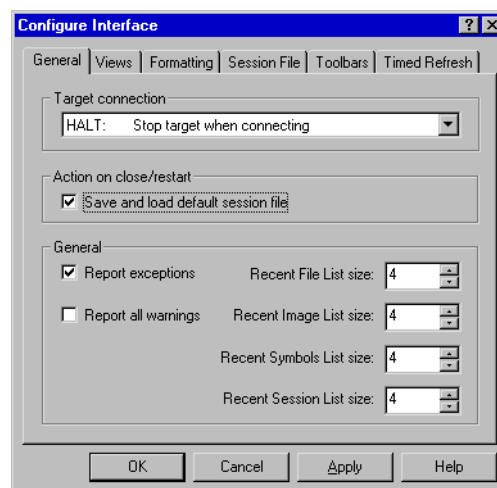 Configure Interface
General Views Formatting Session File Toolbars Timed Refresh
Target connection
HALT: Stop target when connecting
Action on close/restart
Save and load default session file
General
Report exceptions Recent File List size: 4
Report all warnings Recent Image List size: 4
Recent Symbols List size: 4
Recent Session List size: 4
OK Cancel Apply Help